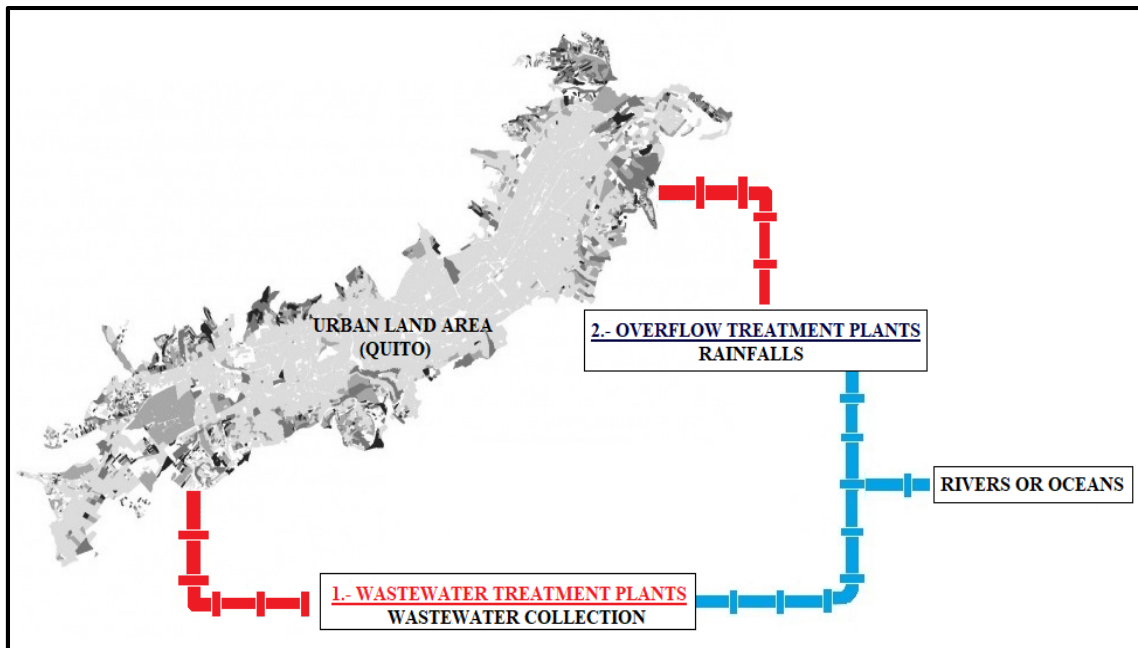 URBAN LAND AREA
(QUITO)
2.- OVERFLOW TREATMENT PLANTS
RAINFALLS
RIVERS OR OCEANS
1.- WASTEWATER TREATMENT PLANTS
WASTEWATER COLLECTION